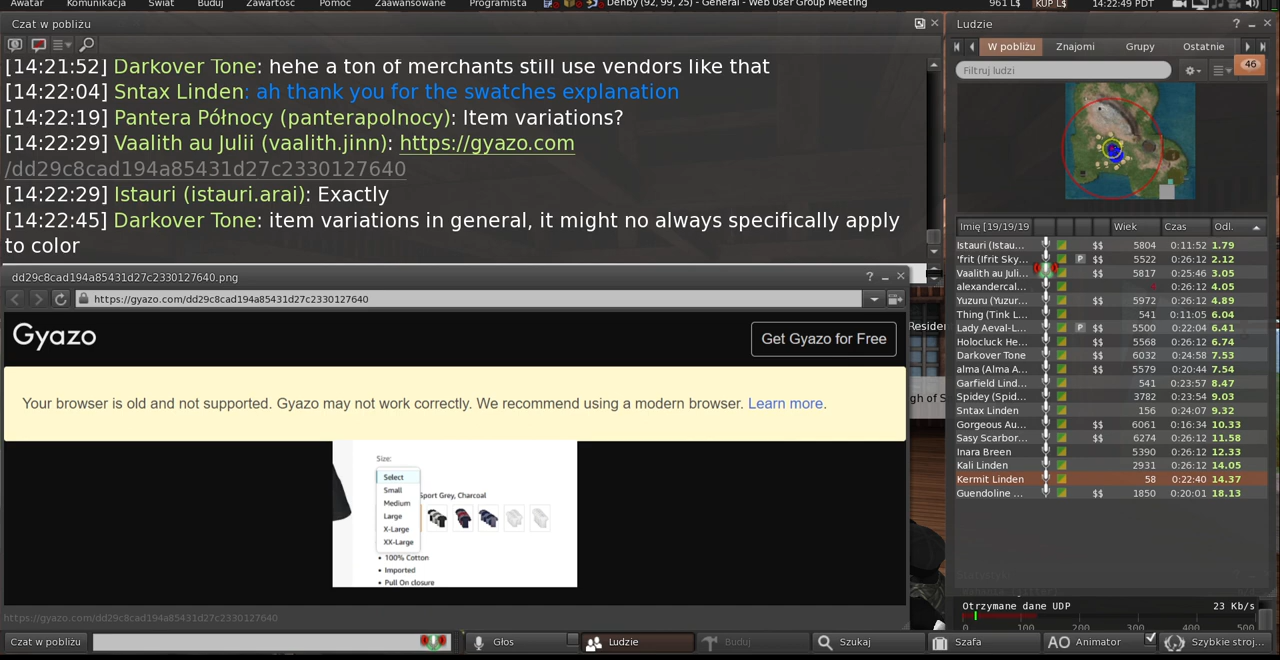 Awatar Komunikacja Świat Buduj Zawartość Pomoc Zaawansowane Programista Denby (92, 99, 25) - General - Web User Group Meeting 961 L$ KUP L$ 14:22:49 PDT
Czat w pobliżu
[14:21:52] Darkover Tone: hehe a ton of merchants still use vendors like that
[14:22:04] Sntax Linden: ah thank you for the swatches explanation
[14:22:19] Pantera Północy (panterapolnocy): Item variations?
[14:22:29] Vaalith au Julii (vaalith.jinn): https://gyazo.com
/dd29c8cad194a85431d27c2330127640
[14:22:29] Istauri (istauri.arai): Exactly
[14:22:45] Darkover Tone: item variations in general, it might no always specifically apply
to color
dd29c8cad194a85431d27c2330127640.png
https://gyazo.com/dd29c8cad194a85431d27c2330127640
Gyazo
Get Gyazo for Free
Your browser is old and not supported. Gyazo may not work correctly. We recommend using a modern browser. Learn more.
Size:
Select
Small
Medium
Large
X-Large
XX-Large
Sport Grey, Charcoal
• 100% Cotton
• Imported
• Pull On closure
https://gyazo.com/dd29c8cad194a85431d27c2330127640
Ludzie
W pobliżu Znajomi Grupy Ostatnie
Filtruj ludzi
46
Imię [19/19/19 Wiek Czas Odl.
Istauri (Istau... $$ 5804 0:11:52 1.79
'frit (Ifrit Sky... P $$ 5522 0:26:12 2.12
Vaalith au Juli... $$ 5817 0:25:46 3.05
alexandercal... 4 0:26:12 4.05
Yuzuru (Yuzur... $$ 5972 0:26:12 4.89
Thing (Tink L... 541 0:11:05 6.04
Lady Aeval-L... P $$ 5500 0:22:04 6.41
Holocluck He... $$ 5568 0:26:12 6.74
Darkover Tone $$ 6032 0:24:58 7.53
alma (Alma A... $$ 5579 0:20:44 7.54
Garfield Lind... 541 0:23:57 8.47
Spidey (Spid... 3782 0:23:54 9.03
Sntax Linden 156 0:24:07 9.32
Gorgeous Au... $$ 6061 0:16:34 10.33
Sasy Scarbor... $$ 6274 0:26:12 11.58
Inara Breen 5390 0:26:12 12.33
Kali Linden 2931 0:26:12 14.05
Kermit Linden 58 0:22:40 14.37
Guendoline ... $$ 1850 0:20:01 18.13
Otrzymane dane UDP 23 Kb/s
0 100 200 300 400 500
Czat w pobliżu Głos Ludzie Buduj Szukaj Szafa AO Animator Szybkie stroj...